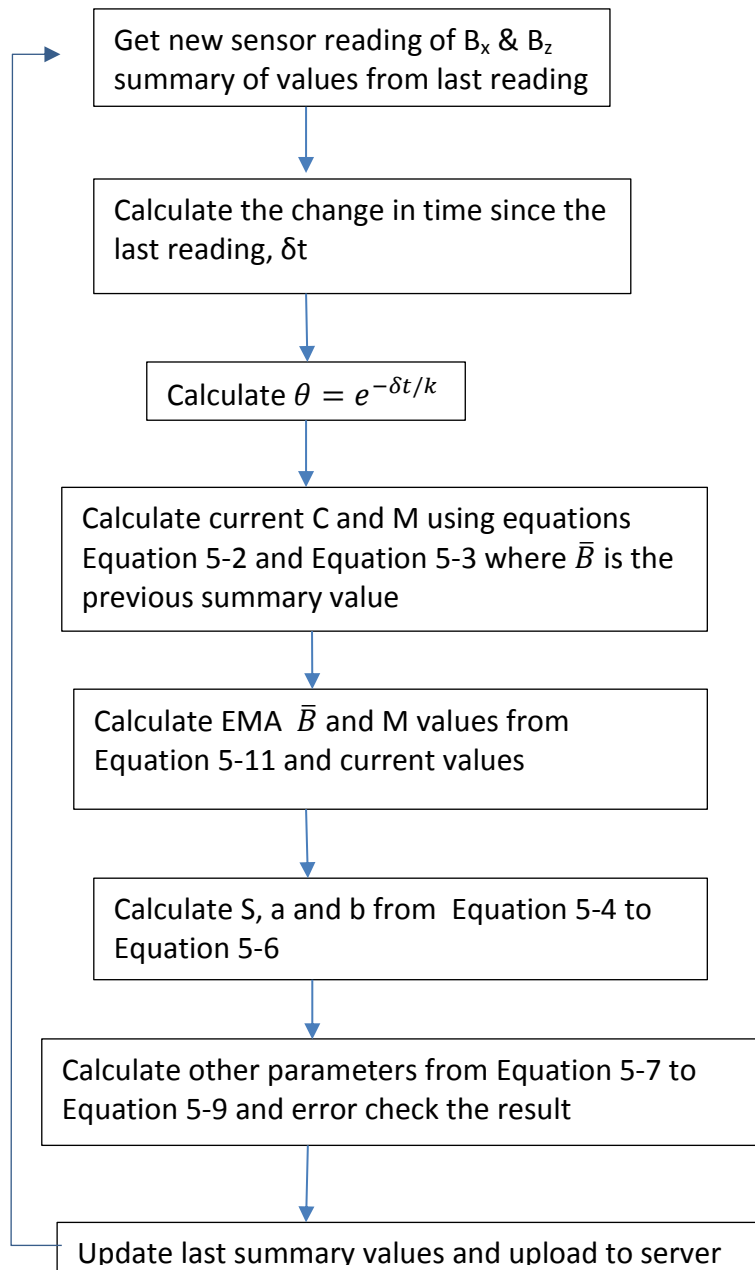 Get new sensor reading of Bₓ & B_z
summary of values from last reading
Calculate the change in time since the
last reading, δt
Calculate θ = e^{−δt/k}
Calculate current C and M using equations
Equation 5-2 and Equation 5-3 where B̄ is the
previous summary value
Calculate EMA B̄ and M values from
Equation 5-11 and current values
Calculate S, a and b from Equation 5-4 to
Equation 5-6
Calculate other parameters from Equation 5-7 to
Equation 5-9 and error check the result
Update last summary values and upload to server